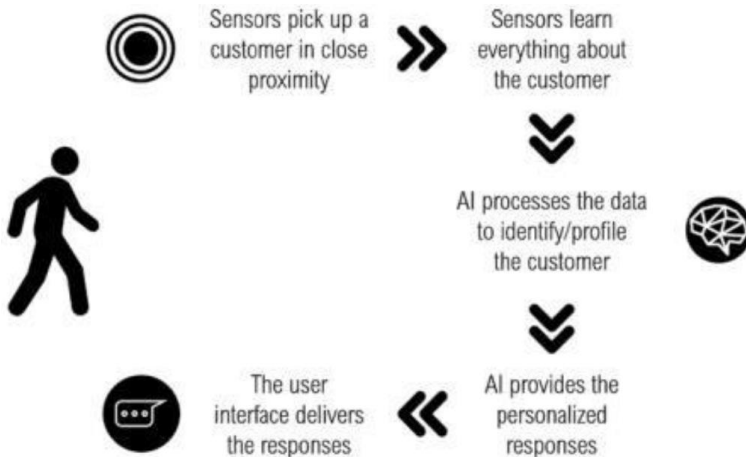 Sensors pick up a
customer in close
proximity
Sensors learn
everything about
the customer
AI processes the data
to identify/profile
the customer
AI provides the
personalized
responses
The user
interface delivers
the responses